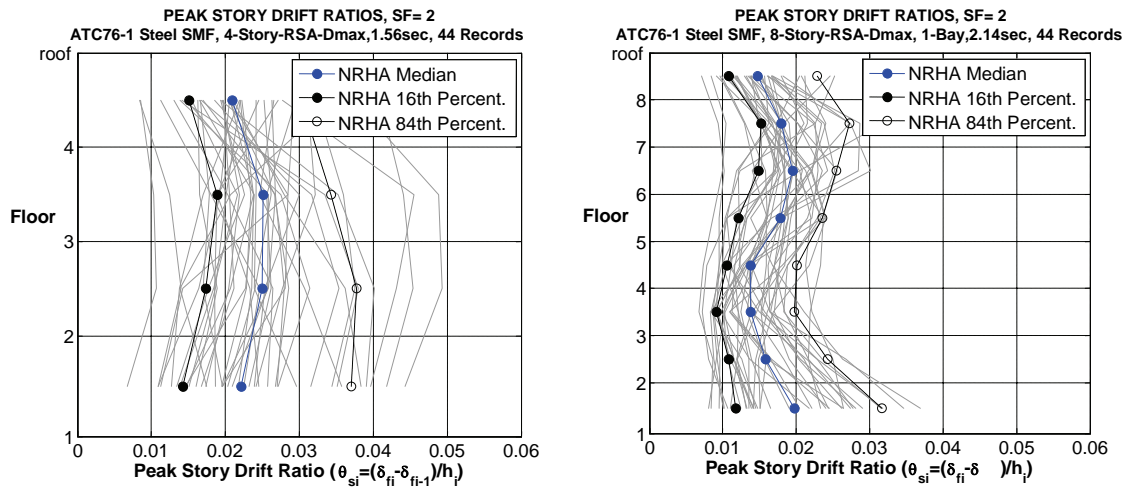 PEAK STORY DRIFT RATIOS, SF= 2
ATC76-1 Steel SMF, 4-Story-RSA-Dmax,1.56sec, 44 Records
roof
4
Floor
3
2
1
NRHA Median
NRHA 16th Percent.
NRHA 84th Percent.
0 0.01 0.02 0.03 0.04 0.05 0.06
Peak Story Drift Ratio (θsi=(δfi-δfi-1)/hi)
PEAK STORY DRIFT RATIOS, SF= 2
ATC76-1 Steel SMF, 8-Story-RSA-Dmax, 1-Bay,2.14sec, 44 Records
roof
8
7
6
Floor
5
4
3
2
1
NRHA Median
NRHA 16th Percent.
NRHA 84th Percent.
0 0.01 0.02 0.03 0.04 0.05 0.06
Peak Story Drift Ratio (θsi=(δfi-δ )/hi)